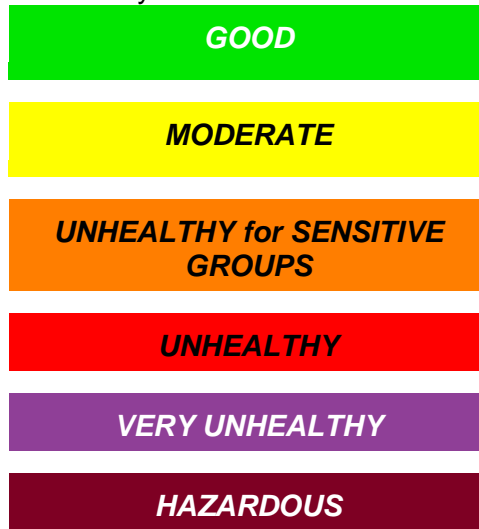 GOOD
MODERATE
UNHEALTHY for SENSITIVE
GROUPS
UNHEALTHY
VERY UNHEALTHY
HAZARDOUS